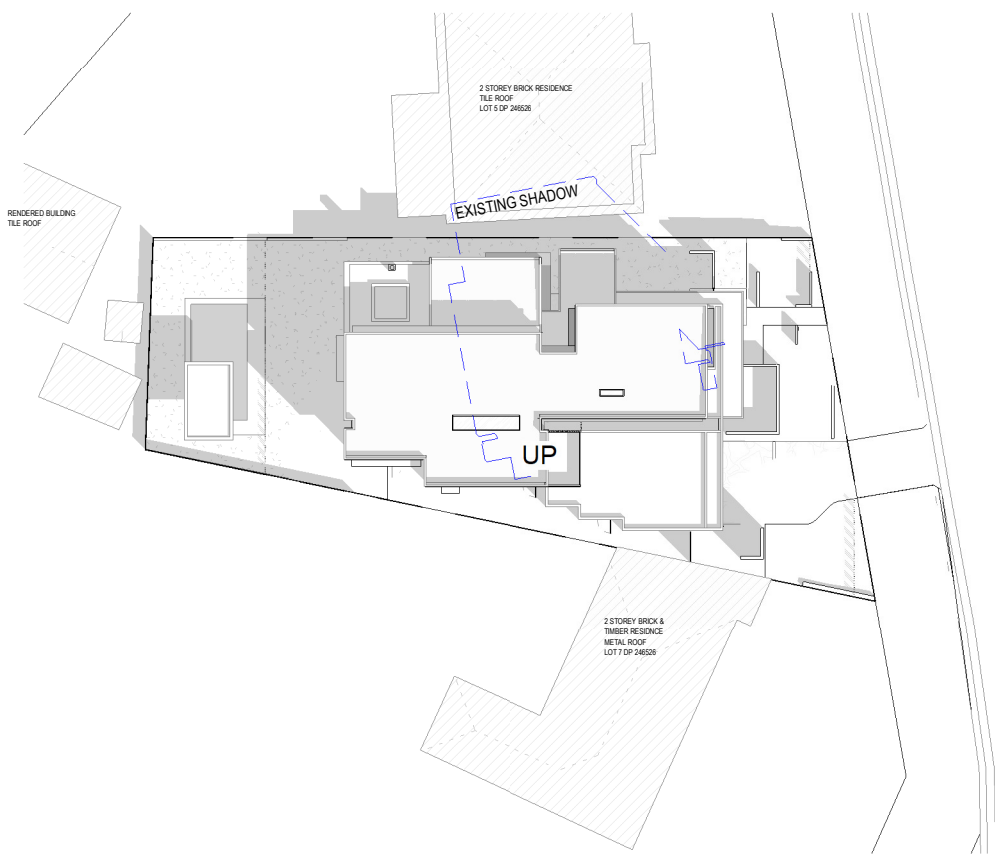 2 STOREY BRICK RESIDENCE
TILE ROOF
LOT 5 DP 246526
EXISTING SHADOW
RENDERED BUILDING
TILE ROOF
UP
2 STOREY BRICK &
TIMBER RESIDNCE
METAL ROOF
LOT 7 DP 246526